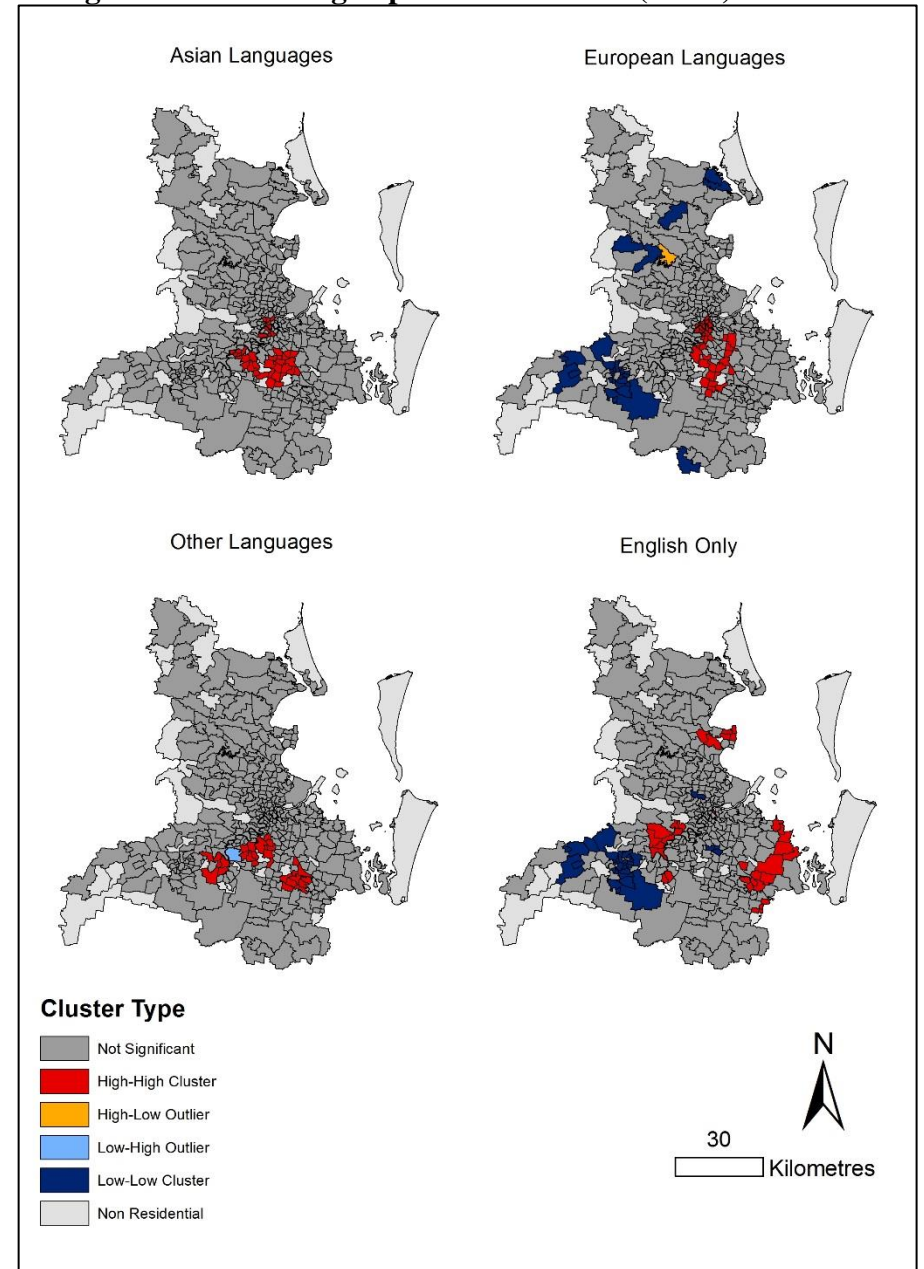 Asian Languages
European Languages
Other Languages
English Only
Cluster Type
Not Significant
High-High Cluster
High-Low Outlier
Low-High Outlier
Low-Low Cluster
Non Residential
N
30
Kilometres